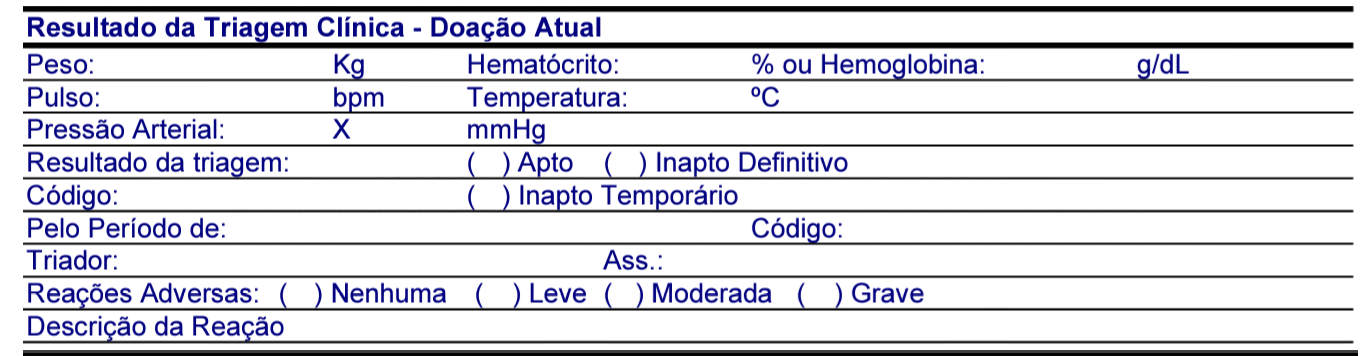 Resultado da Triagem Clínica - Doação Atual
Peso: Kg Hematócrito: % ou Hemoglobina: g/dL
Pulso: bpm Temperatura: ºC
Pressão Arterial: X mmHg
Resultado da triagem: ( ) Apto ( ) Inapto Definitivo
Código: ( ) Inapto Temporário
Pelo Período de: Código:
Triador: Ass.:
Reações Adversas: ( ) Nenhuma ( ) Leve ( ) Moderada ( ) Grave
Descrição da Reação